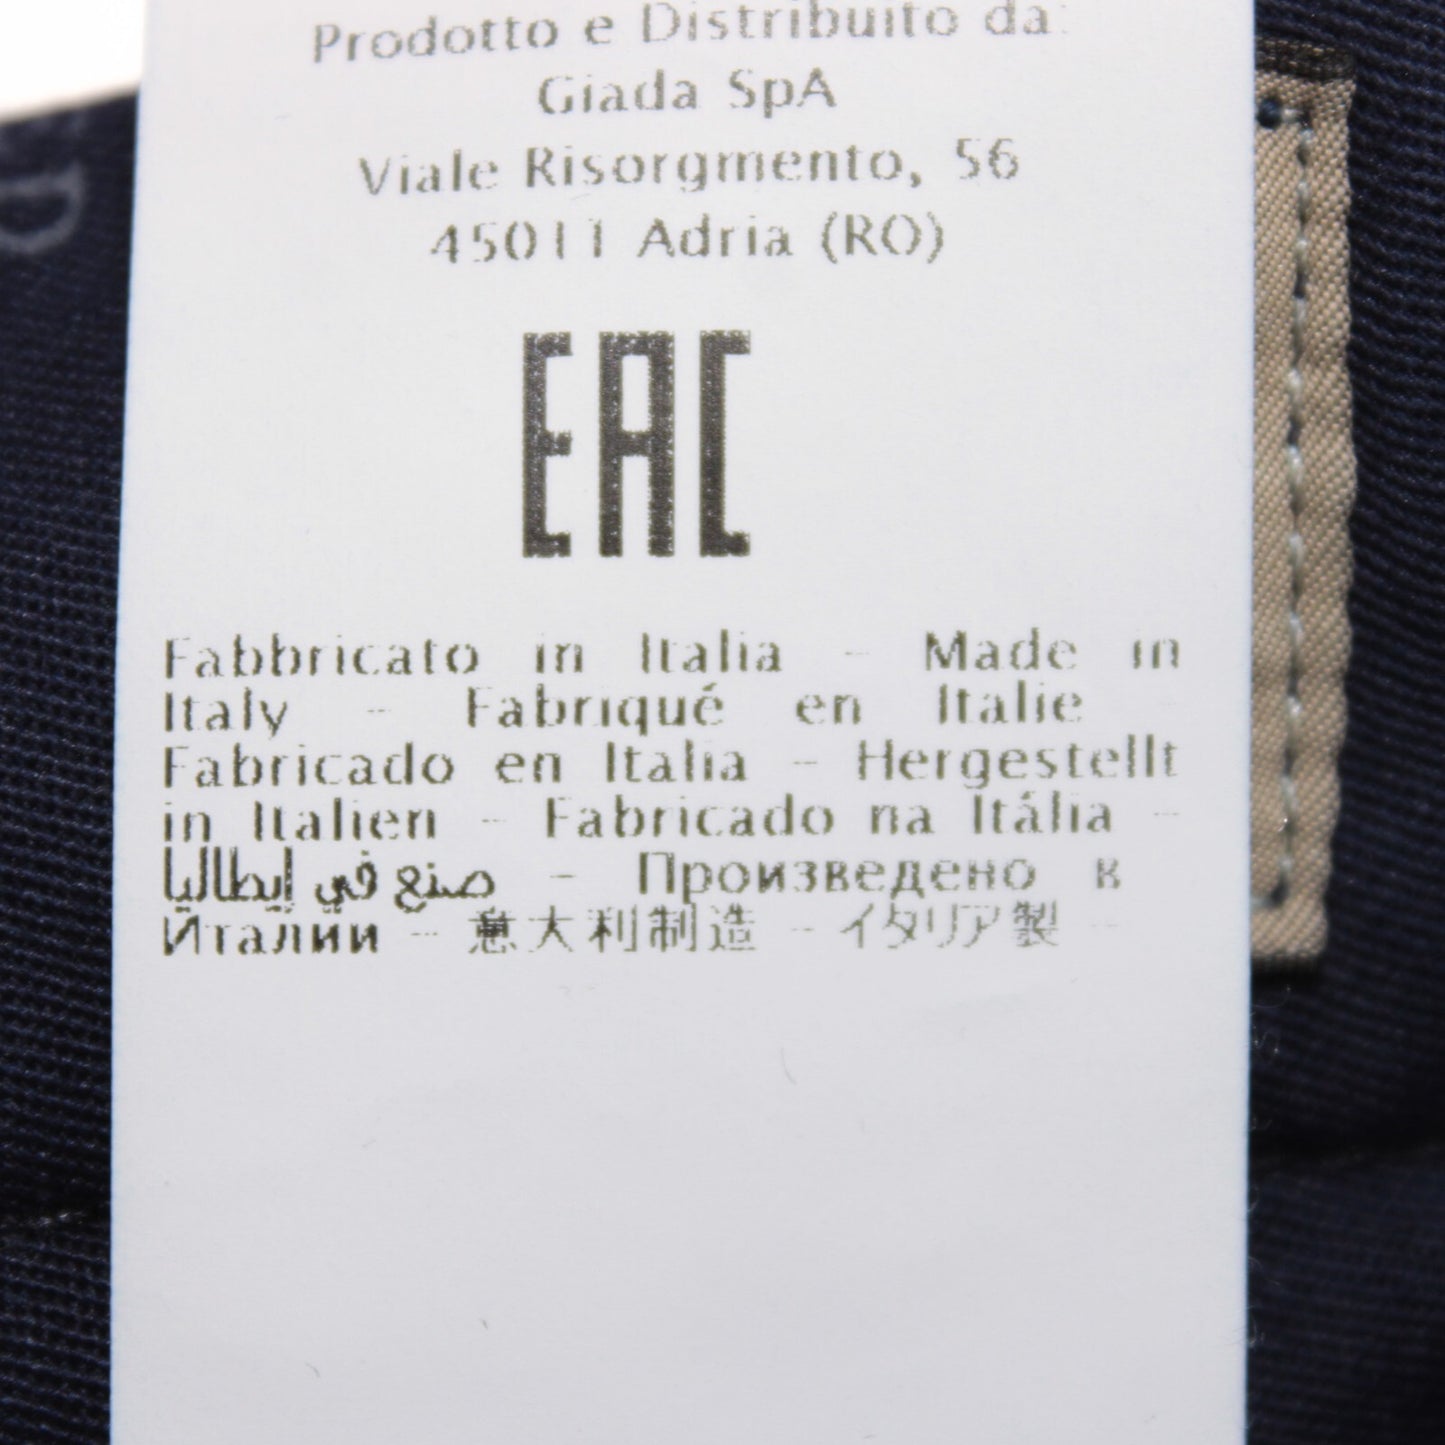 Prodotto e Distribuito da:
Giada SpA
Viale Risorgmento, 56
45011 Adria (RO)
EAC
Fabbricato in Italia - Made in
Italy - Fabriqué en Italie
Fabricado en Italia - Hergestellt
in Italien - Fabricado na Itália -
صنع في إيطاليا - Произведено в
Италии - 意大利制造 - イタリア製 -